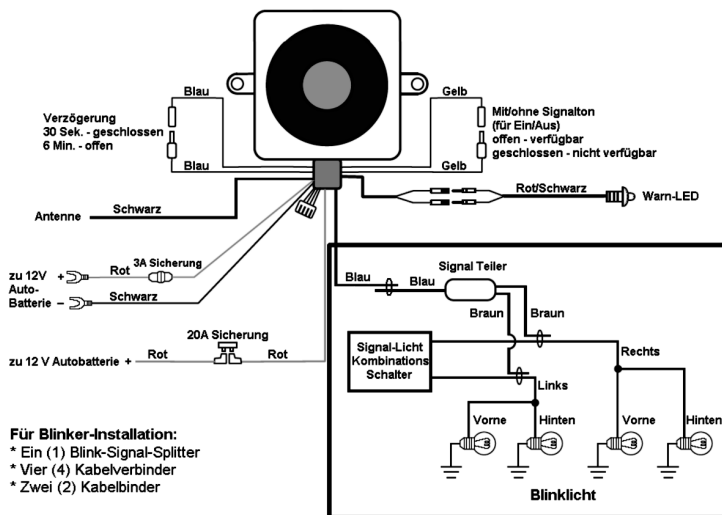 Blau
Gelb
Verzögerung
30 Sek. - geschlossen
6 Min. - offen
Mit/ohne Signalton
(für Ein/Aus)
offen - verfügbar
geschlossen - nicht verfügbar
Blau
Gelb
Rot/Schwarz
Warn-LED
Antenne
Schwarz
zu 12V
Auto-
Batterie
+
–
Rot
3A Sicherung
Schwarz
Blau
Blau
Signal Teiler
Braun
Braun
20A Sicherung
zu 12 V Autobatterie +
Rot
Rot
Signal-Licht
Kombinations
Schalter
Rechts
Links
Vorne
Hinten
Vorne
Hinten
Blinklicht
Für Blinker-Installation:
* Ein (1) Blink-Signal-Splitter
* Vier (4) Kabelverbinder
* Zwei (2) Kabelbinder